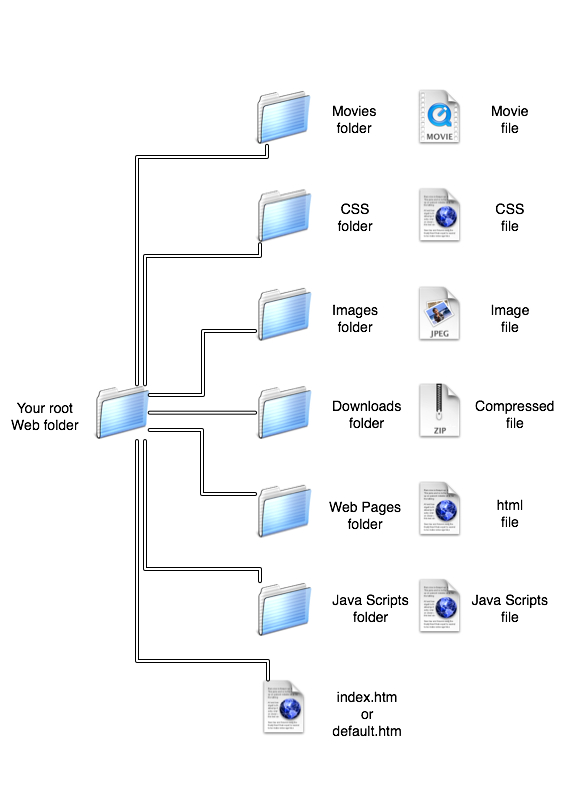 Movies
folder
MOVIE
Movie
file
CSS
folder
CSS
file
Images
folder
JPEG
Image
file
Your root
Web folder
Downloads
folder
ZIP
Compressed
file
Web Pages
folder
html
file
Java Scripts
folder
Java Scripts
file
index.htm
or
default.htm